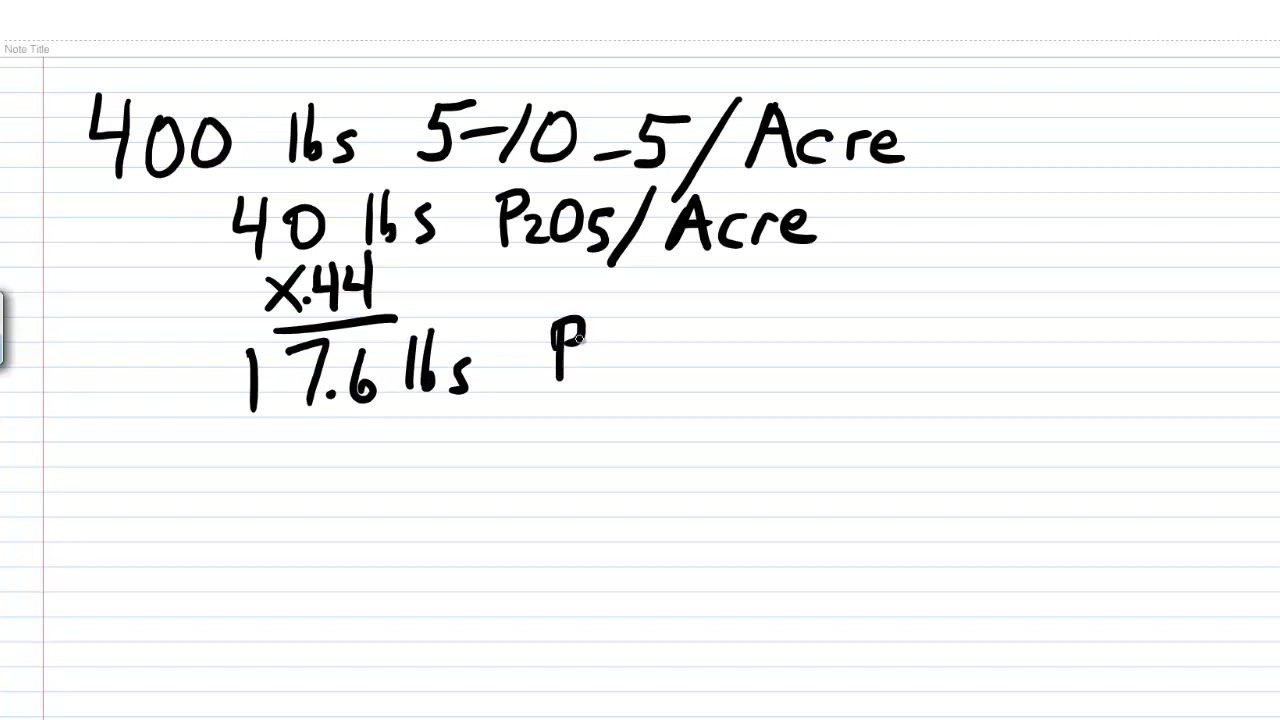 Note Title
400 lbs 5-10-5/Acre
40 lbs P2O5/Acre
x.44
17.6 lbs P